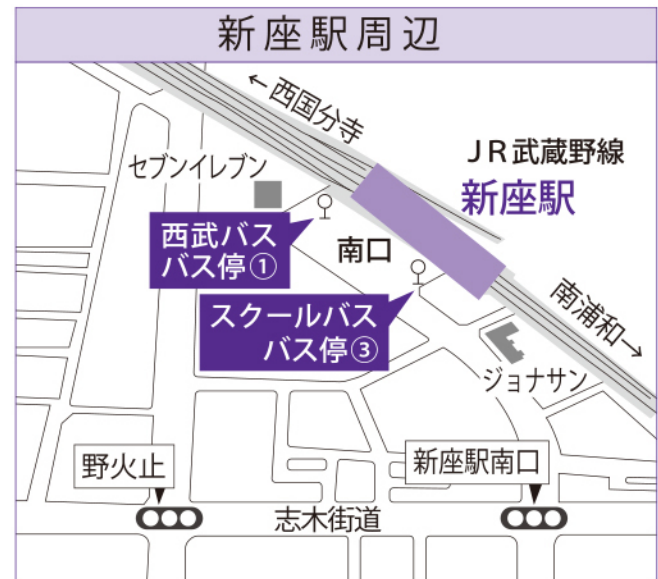 新座駅周辺
←西国分寺
JR武蔵野線
新座駅
セブンイレブン
西武バス
バス停①
南口
スクールバス
バス停③
南浦和→
ジョナサン
野火止
新座駅南口
志木街道